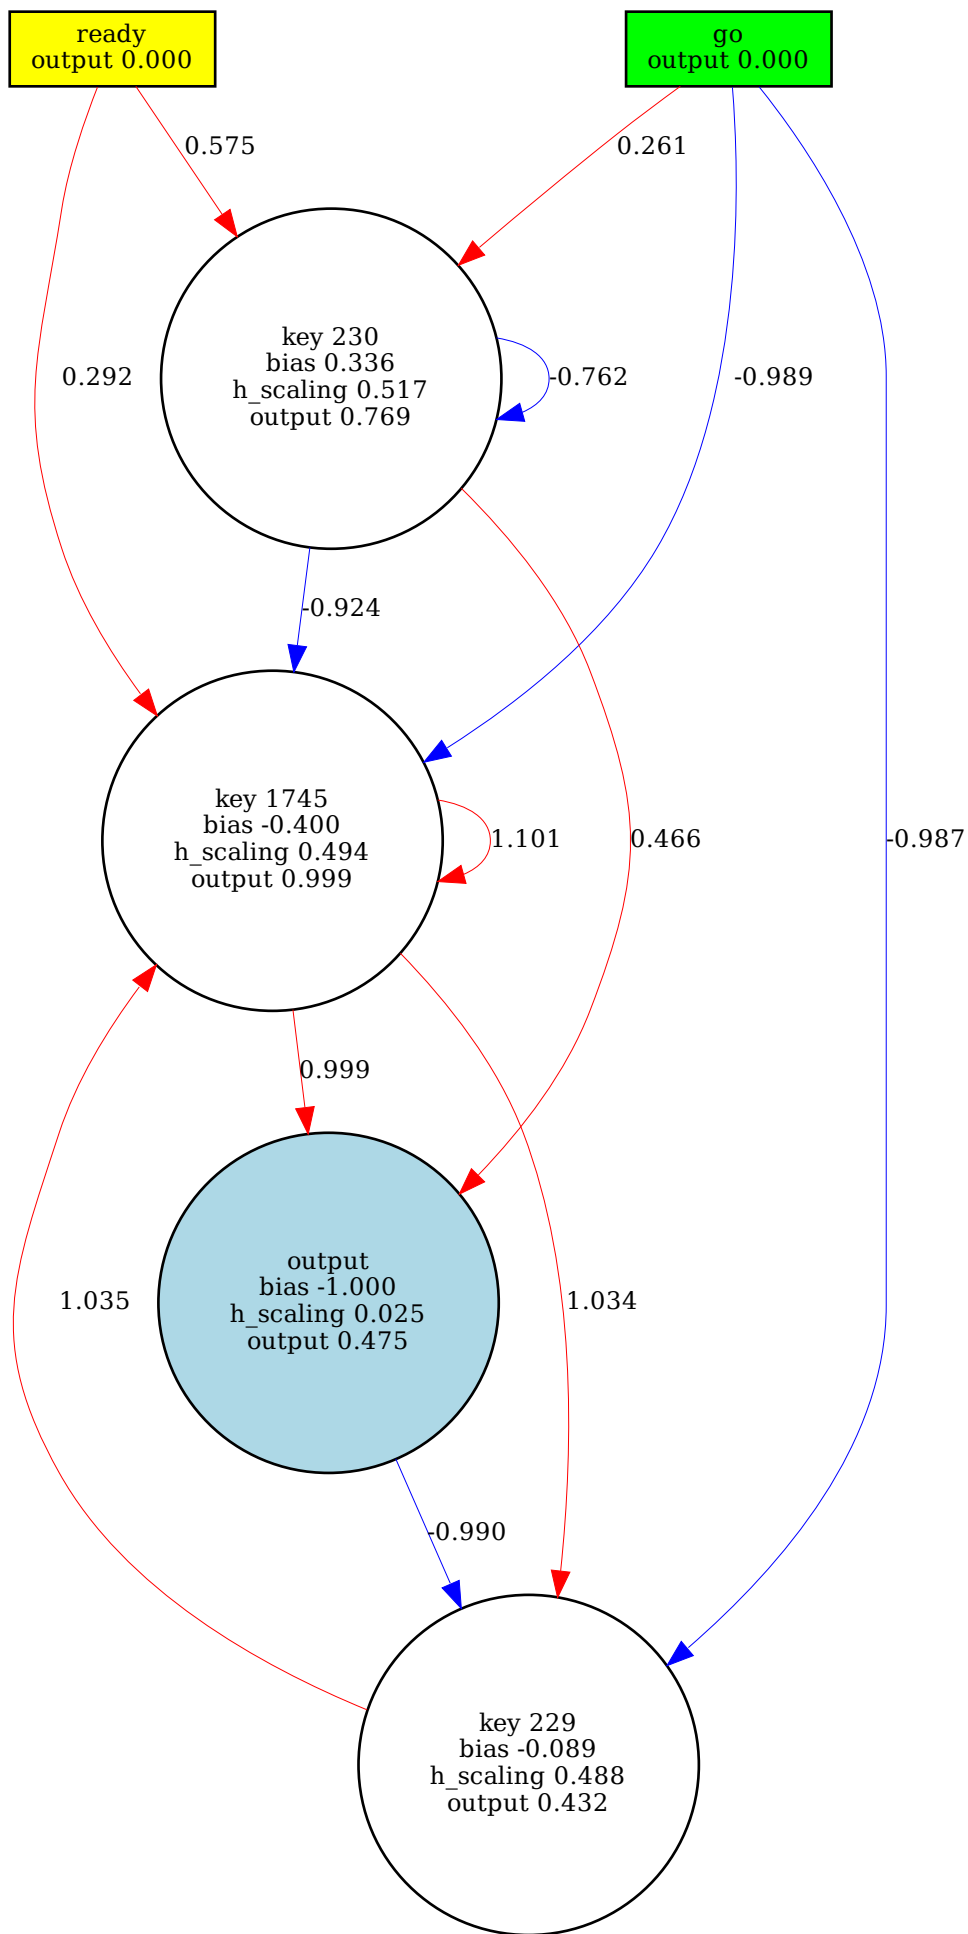 ready
output 0.000
go
output 0.000
0.575
0.261
key 230
bias 0.336
h_scaling 0.517
output 0.769
0.292
-0.762
-0.989
-0.924
key 1745
bias -0.400
h_scaling 0.494
output 0.999
1.101
0.466
-0.987
0.999
output
bias -1.000
h_scaling 0.025
output 0.475
1.035
1.034
-0.990
key 229
bias -0.089
h_scaling 0.488
output 0.432